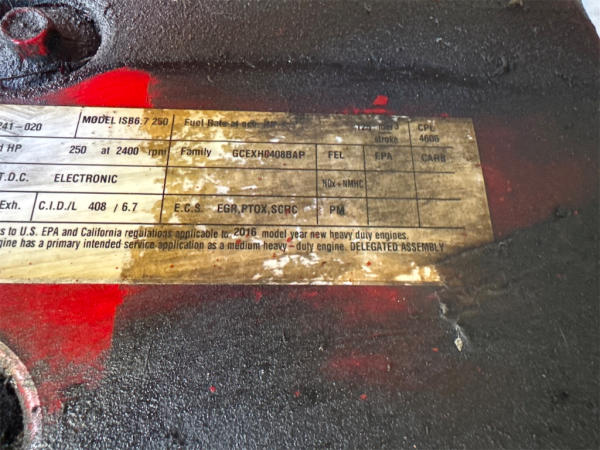 241-020 MODEL ISB6.7 250 Fuel Rate at CPL
stroke 4606
d HP 250 at 2400 rpm Family GCEXH0408BAP FEL EPA CARB
T.D.C. ELECTRONIC NOx+NMHC
Exh. C.I.D./L 408 / 6.7 E.C.S. EGR,PTOX,SCRC PM
s to U.S. EPA and California regulations applicable to 2016 model year new heavy duty engines.
gine has a primary intended service application as a medium heavy-duty engine. DELEGATED ASSEMBLY